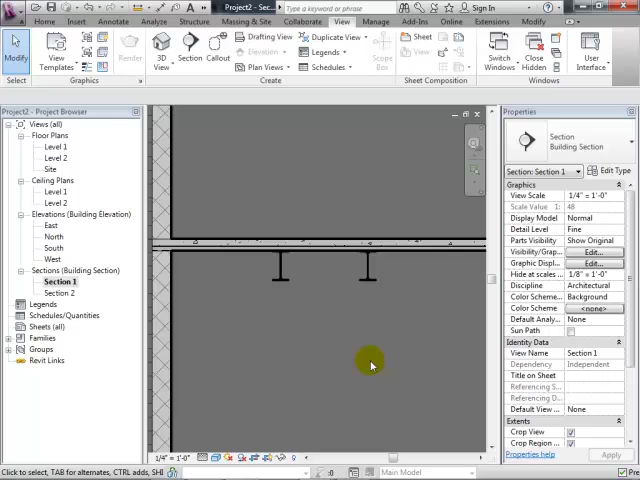 Project2 - Sec...
Type a keyword or phrase
Sign In
Home Insert Annotate Analyze Structure Massing & Site Collaborate View Manage Add-Ins Online Extensions Modify
Modify
View Templates
Render
3D View
Section
Callout
Drafting View
Elevation
Plan Views
Duplicate View
Legends
Schedules
Scope Box
Sheet
View
Switch Windows
Close Hidden
User Interface
Select
Graphics
Create
Sheet Composition
Windows
Project2 - Project Browser
Views (all)
Floor Plans
Level 1
Level 2
Site
Ceiling Plans
Level 1
Level 2
Elevations (Building Elevation)
East
North
South
West
Sections (Building Section)
Section 1
Section 2
Legends
Schedules/Quantities
Sheets (all)
Families
Groups
Revit Links
Properties
Section
Building Section
Section: Section 1
Edit Type
Graphics
View Scale 1/4" = 1'-0"
Scale Value 1: 48
Display Model Normal
Detail Level Fine
Parts Visibility Show Original
Visibility/Grap... Edit...
Graphic Displ... Edit...
Hide at scales ... 1/8" = 1'-0"
Discipline Architectural
Color Scheme... Background
Color Scheme <none>
Default Analy... None
Sun Path
Identity Data
View Name Section 1
Dependency Independent
Title on Sheet
Referencing S...
Referencing D...
Default View ... None
Extents
Crop View
Crop Region ...
Properties help
Apply
1/4" = 1'-0"
Click to select, TAB for alternates, CTRL adds, SHI
:0
Main Model
Pre